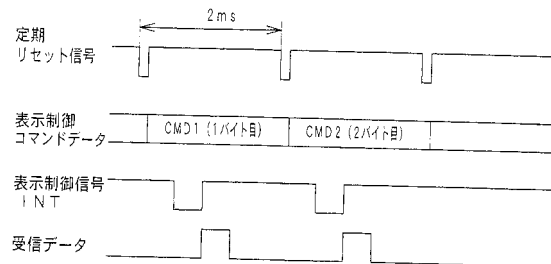 2ms
定期
リセット信号
表示制御
コマンドデータ
CMD1(1バイト目)
CMD2(2バイト目)
表示制御信号
INT
受信データ